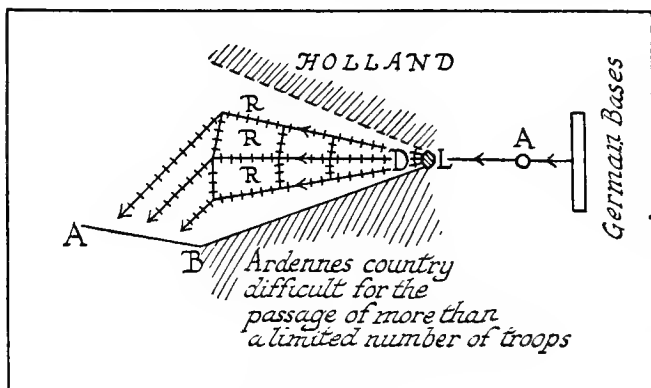 HOLLAND
R
R
R
D
L
A
German Bases
A
B
Ardennes country
difficult for the
passage of more than
a limited number of troops